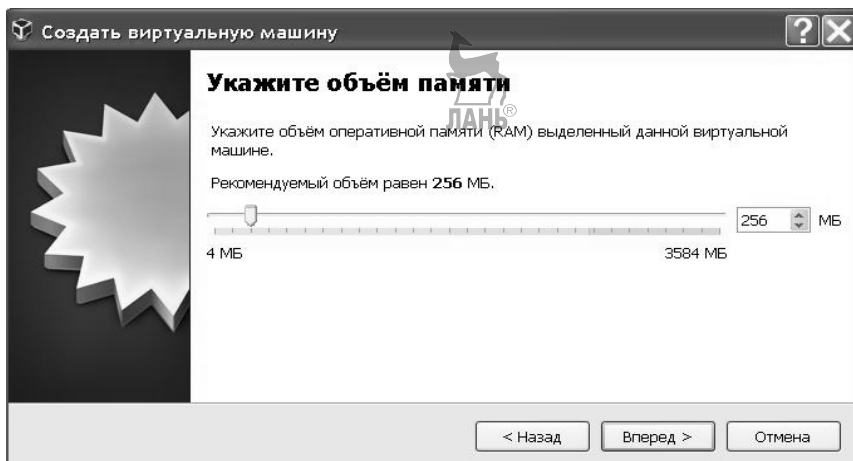 Создать виртуальную машину
Укажите объём памяти
ЛАНЬ®
Укажите объём оперативной памяти (RAM) выделенный данной виртуальной
машине.
Рекомендуемый объём равен 256 МБ.
256 МБ
4 МБ 3584 МБ
< Назад Вперед > Отмена